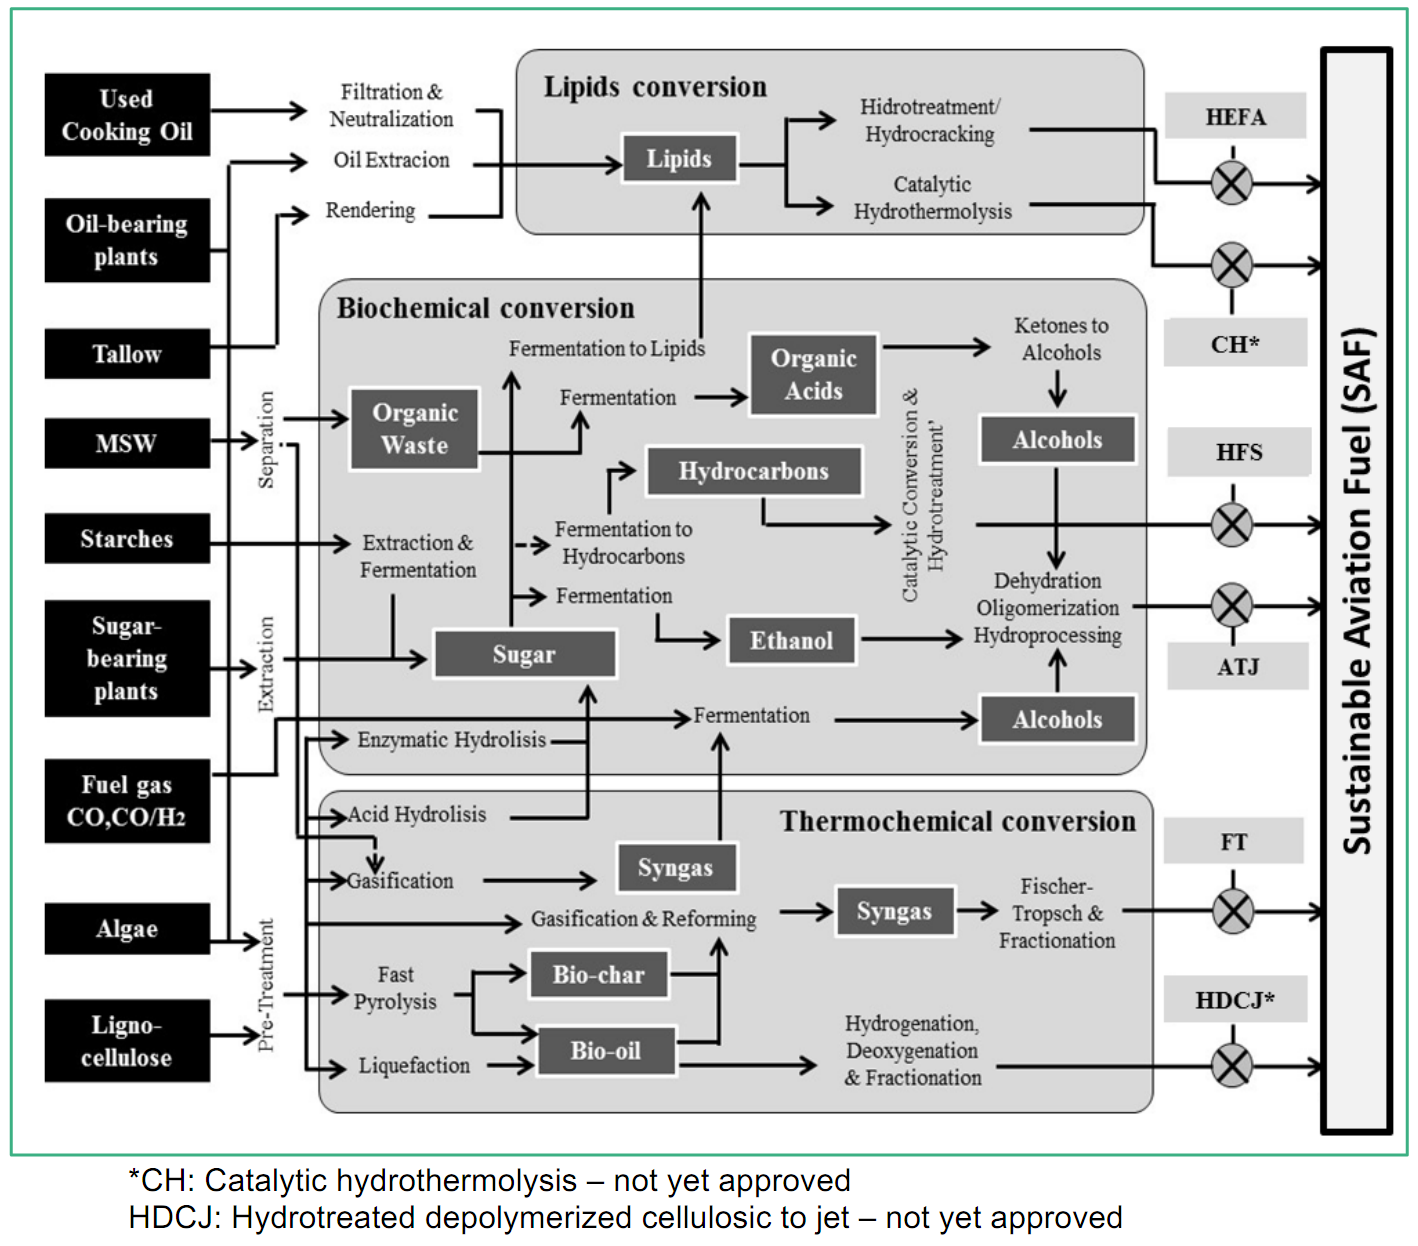 Used
Cooking Oil
Oil-bearing
plants
Tallow
MSW
Starches
Sugar-
bearing
plants
Fuel gas
CO,CO/H2
Algae
Ligno-
cellulose
Filtration &
Neutralization
Oil Extracion
Rendering
Separation
Extraction
Pre-Treatment
Lipids conversion
Lipids
Hidrotreatment/
Hydrocracking
Catalytic
Hydrothermolysis
Biochemical conversion
Fermentation to Lipids
Organic
Waste
Fermentation
Organic
Acids
Ketones to
Alcohols
Alcohols
Hydrocarbons
Fermentation to
Hydrocarbons
Catalytic Conversion &
Hydrotreatment'
Extraction &
Fermentation
Fermentation
Sugar
Ethanol
Dehydration
Oligomerization
Hydroprocessing
Fermentation
Alcohols
Enzymatic Hydrolisis
Thermochemical conversion
Acid Hydrolisis
Gasification
Syngas
Gasification & Reforming
Syngas
Fischer-
Tropsch &
Fractionation
Fast
Pyrolysis
Bio-char
Bio-oil
Liquefaction
Hydrogenation,
Deoxygenation
& Fractionation
HEFA
CH*
HFS
ATJ
FT
HDCJ*
Sustainable Aviation Fuel (SAF)
*CH: Catalytic hydrothermolysis – not yet approved
HDCJ: Hydrotreated depolymerized cellulosic to jet – not yet approved